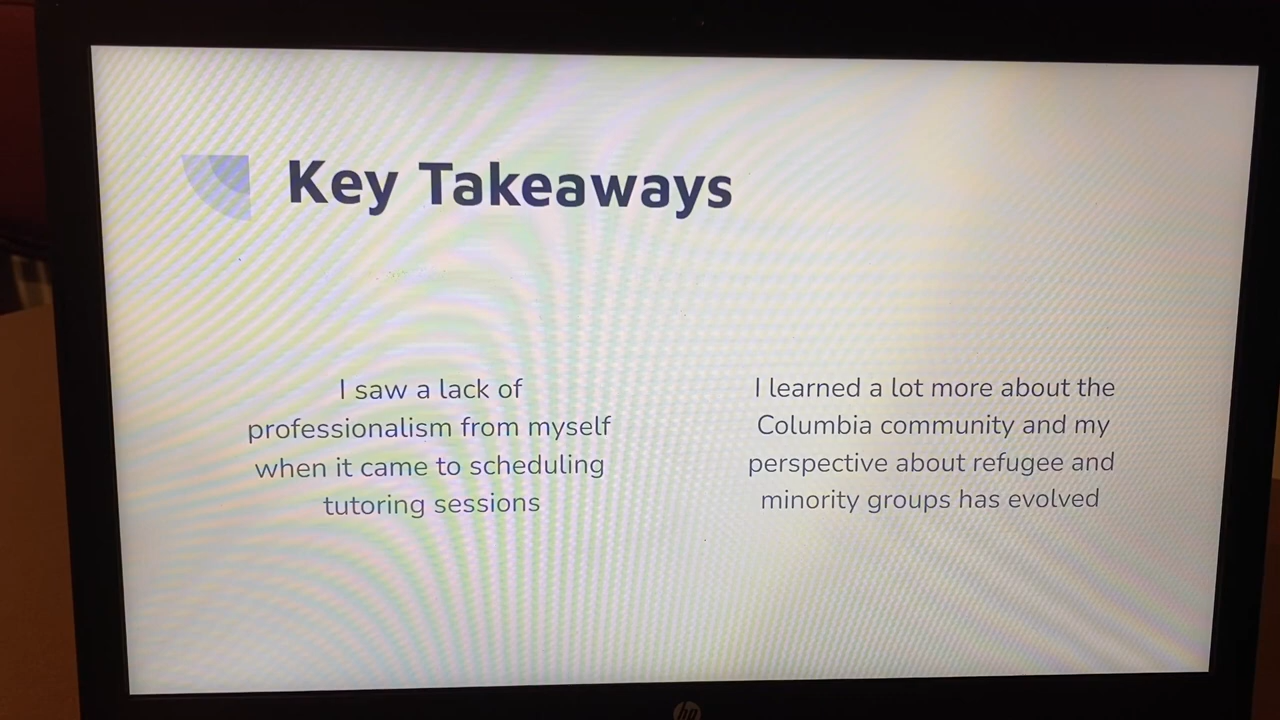 Key Takeaways
I saw a lack of
professionalism from myself
when it came to scheduling
tutoring sessions
I learned a lot more about the
Columbia community and my
perspective about refugee and
minority groups has evolved
hp